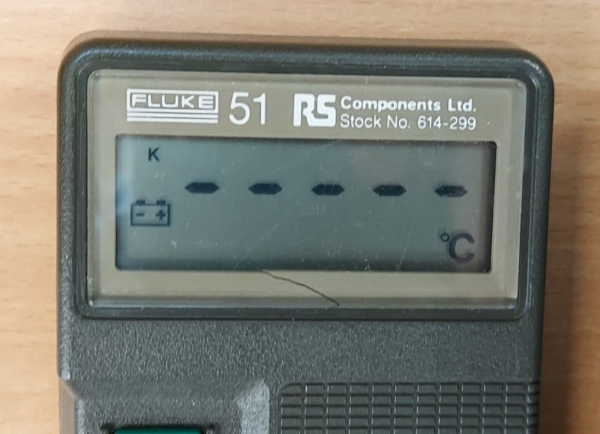 FLUKE 51 RS Components Ltd.
Stock No. 614-299
K
- - - - -
- +
°C